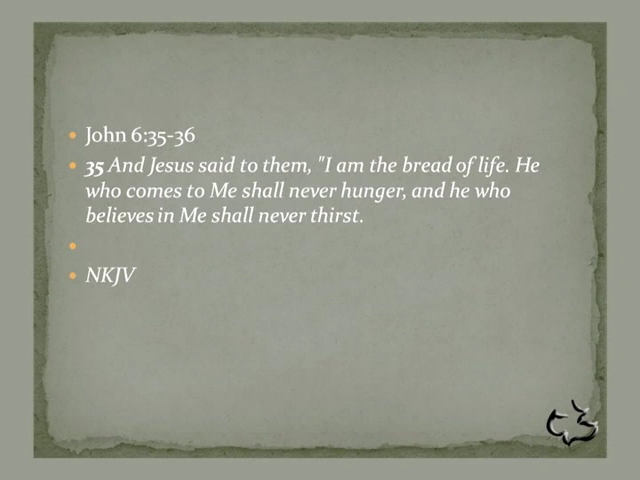 John 6:35-36
35 And Jesus said to them, "I am the bread of life. He
who comes to Me shall never hunger, and he who
believes in Me shall never thirst.
NKJV